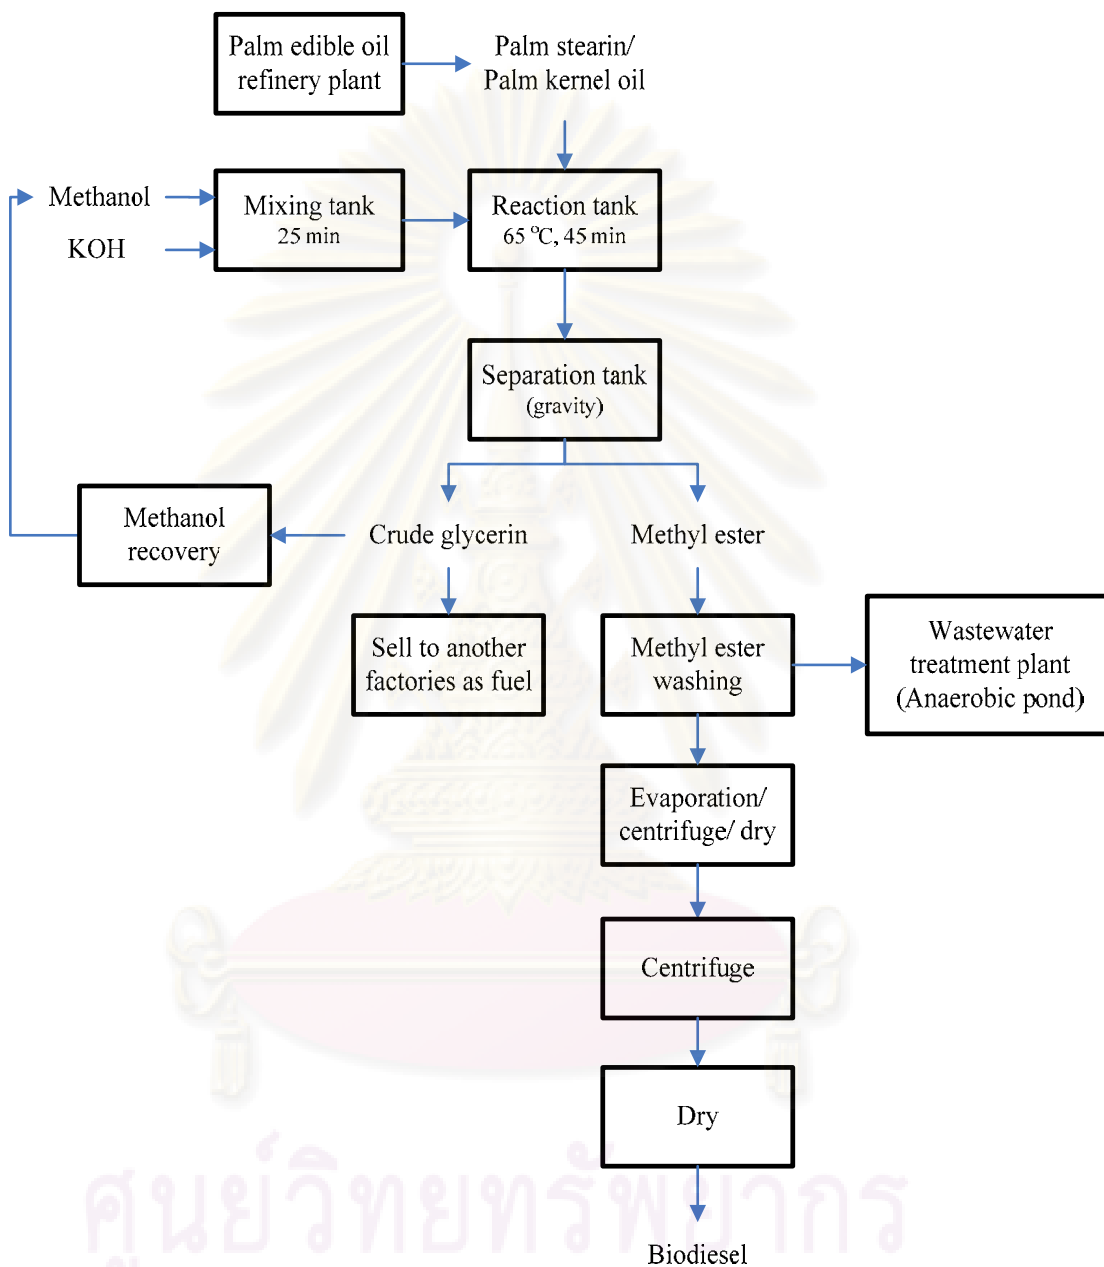 Palm edible oil
refinery plant
Palm stearin/
Palm kernel oil
Methanol
KOH
Mixing tank
25 min
Reaction tank
65 °C, 45 min
Separation tank
(gravity)
Methanol
recovery
Crude glycerin
Methyl ester
Sell to another
factories as fuel
Methyl ester
washing
Wastewater
treatment plant
(Anaerobic pond)
Evaporation/
centrifuge/ dry
Centrifuge
Dry
ศูนย์วิทยทรัพยากร
Biodiesel